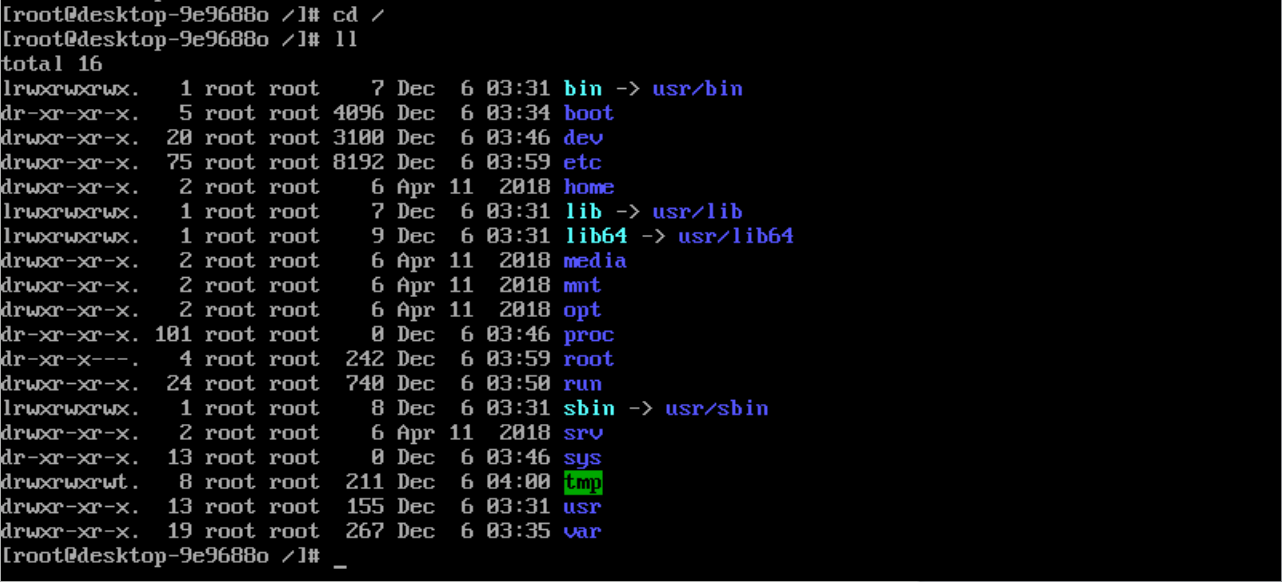 [root@desktop-9e9688o /]# cd /
[root@desktop-9e9688o /]# ll
total 16
lrwxrwxrwx.   1 root root    7 Dec  6 03:31 bin -> usr/bin
dr-xr-xr-x.   5 root root 4096 Dec  6 03:34 boot
drwxr-xr-x.  20 root root 3100 Dec  6 03:46 dev
drwxr-xr-x.  75 root root 8192 Dec  6 03:59 etc
drwxr-xr-x.   2 root root    6 Apr 11  2018 home
lrwxrwxrwx.   1 root root    7 Dec  6 03:31 lib -> usr/lib
lrwxrwxrwx.   1 root root    9 Dec  6 03:31 lib64 -> usr/lib64
drwxr-xr-x.   2 root root    6 Apr 11  2018 media
drwxr-xr-x.   2 root root    6 Apr 11  2018 mnt
drwxr-xr-x.   2 root root    6 Apr 11  2018 opt
dr-xr-xr-x. 101 root root    0 Dec  6 03:46 proc
dr-xr-x---.   4 root root  242 Dec  6 03:59 root
drwxr-xr-x.  24 root root  740 Dec  6 03:50 run
lrwxrwxrwx.   1 root root    8 Dec  6 03:31 sbin -> usr/sbin
drwxr-xr-x.   2 root root    6 Apr 11  2018 srv
dr-xr-xr-x.  13 root root    0 Dec  6 03:46 sys
drwxrwxrwt.   8 root root  211 Dec  6 04:00 tmp
drwxr-xr-x.  13 root root  155 Dec  6 03:31 usr
drwxr-xr-x.  19 root root  267 Dec  6 03:35 var
[root@desktop-9e9688o /]# _